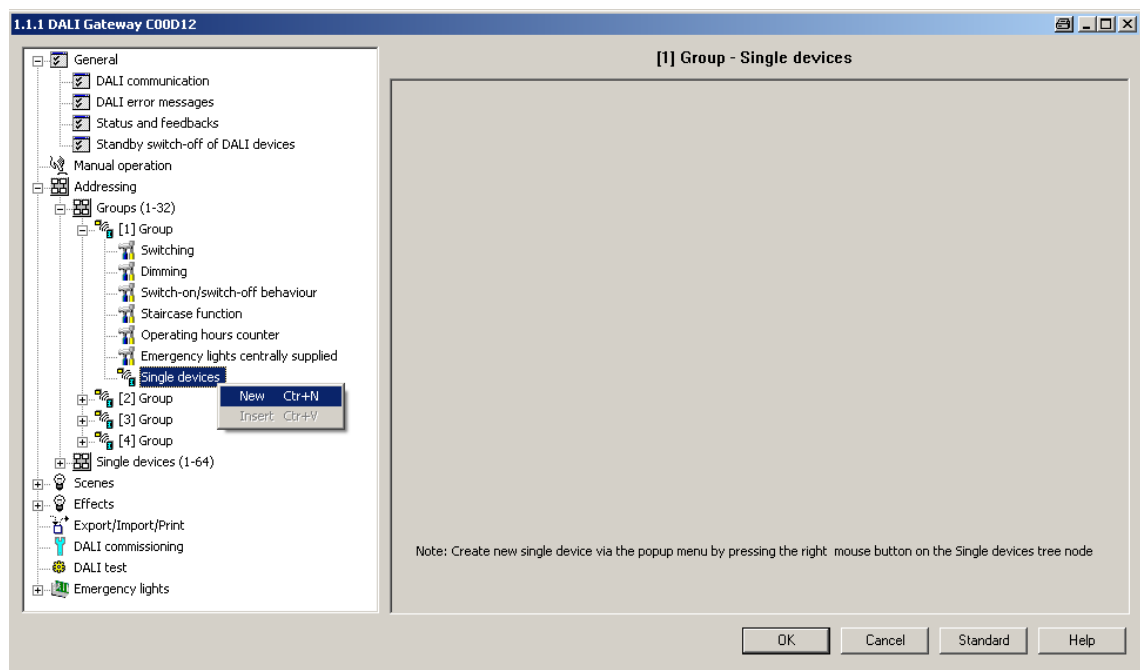 1.1.1 DALI Gateway C00D12
General
DALI communication
DALI error messages
Status and feedbacks
Standby switch-off of DALI devices
Manual operation
Addressing
Groups (1-32)
[1] Group
Switching
Dimming
Switch-on/switch-off behaviour
Staircase function
Operating hours counter
Emergency lights centrally supplied
Single devices
New Ctr+N
Insert Ctr+V
[2] Group
[3] Group
[4] Group
Single devices (1-64)
Scenes
Effects
Export/Import/Print
DALI commissioning
DALI test
Emergency lights
[1] Group - Single devices
Note: Create new single device via the popup menu by pressing the right mouse button on the Single devices tree node
OK Cancel Standard Help